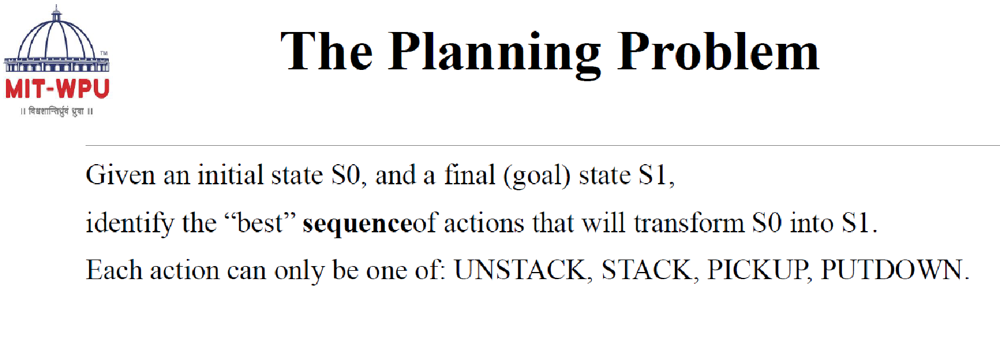 The Planning Problem
TM
MIT-WPU
॥ विश्वशान्तिर्ध्रुवं ध्रुवा ॥
Given an initial state S0, and a final (goal) state S1,
identify the “best” sequenceof actions that will transform S0 into S1.
Each action can only be one of: UNSTACK, STACK, PICKUP, PUTDOWN.